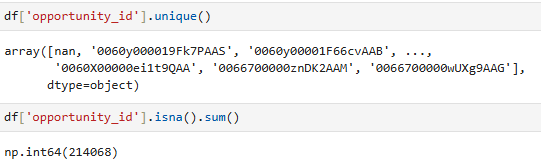 df['opportunity_id'].unique()
array([nan, '0060y000019Fk7PAAS', '0060y00001F66cvAAB', ...,
'0060X00000ei1t9QAA', '0066700000znDK2AAM', '0066700000wUXg9AAG'],
dtype=object)
df['opportunity_id'].isna().sum()
np.int64(214068)